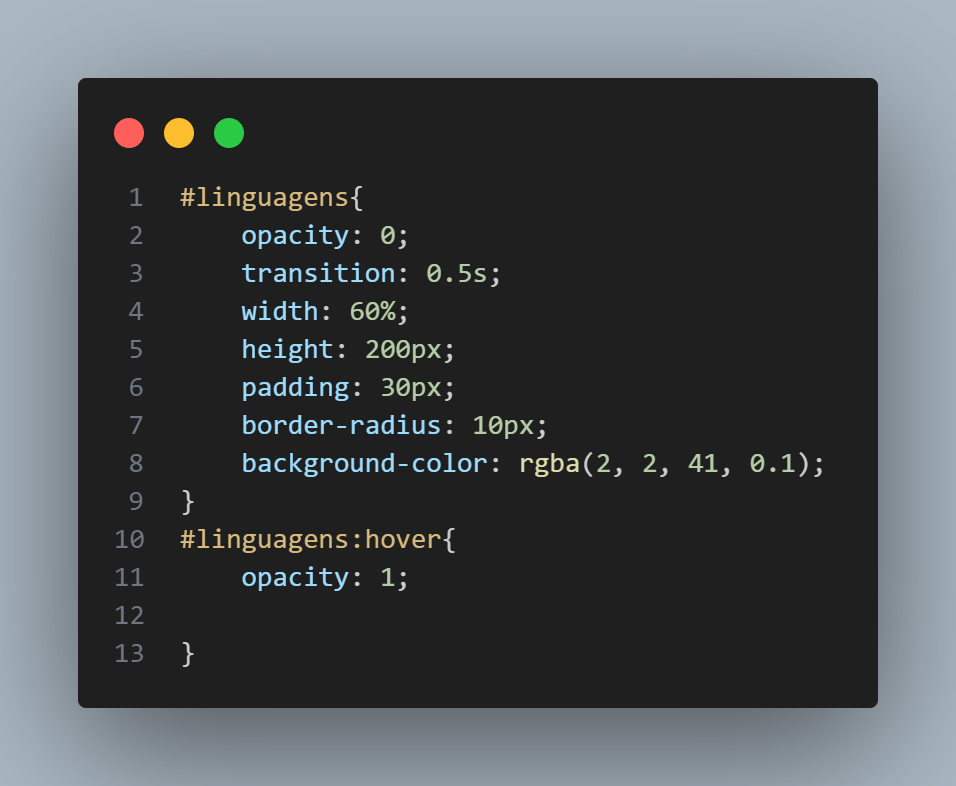 1 #linguagens{
2     opacity: 0;
3     transition: 0.5s;
4     width: 60%;
5     height: 200px;
6     padding: 30px;
7     border-radius: 10px;
8     background-color: rgba(2, 2, 41, 0.1);
9 }
10 #linguagens:hover{
11     opacity: 1;
12
13 }